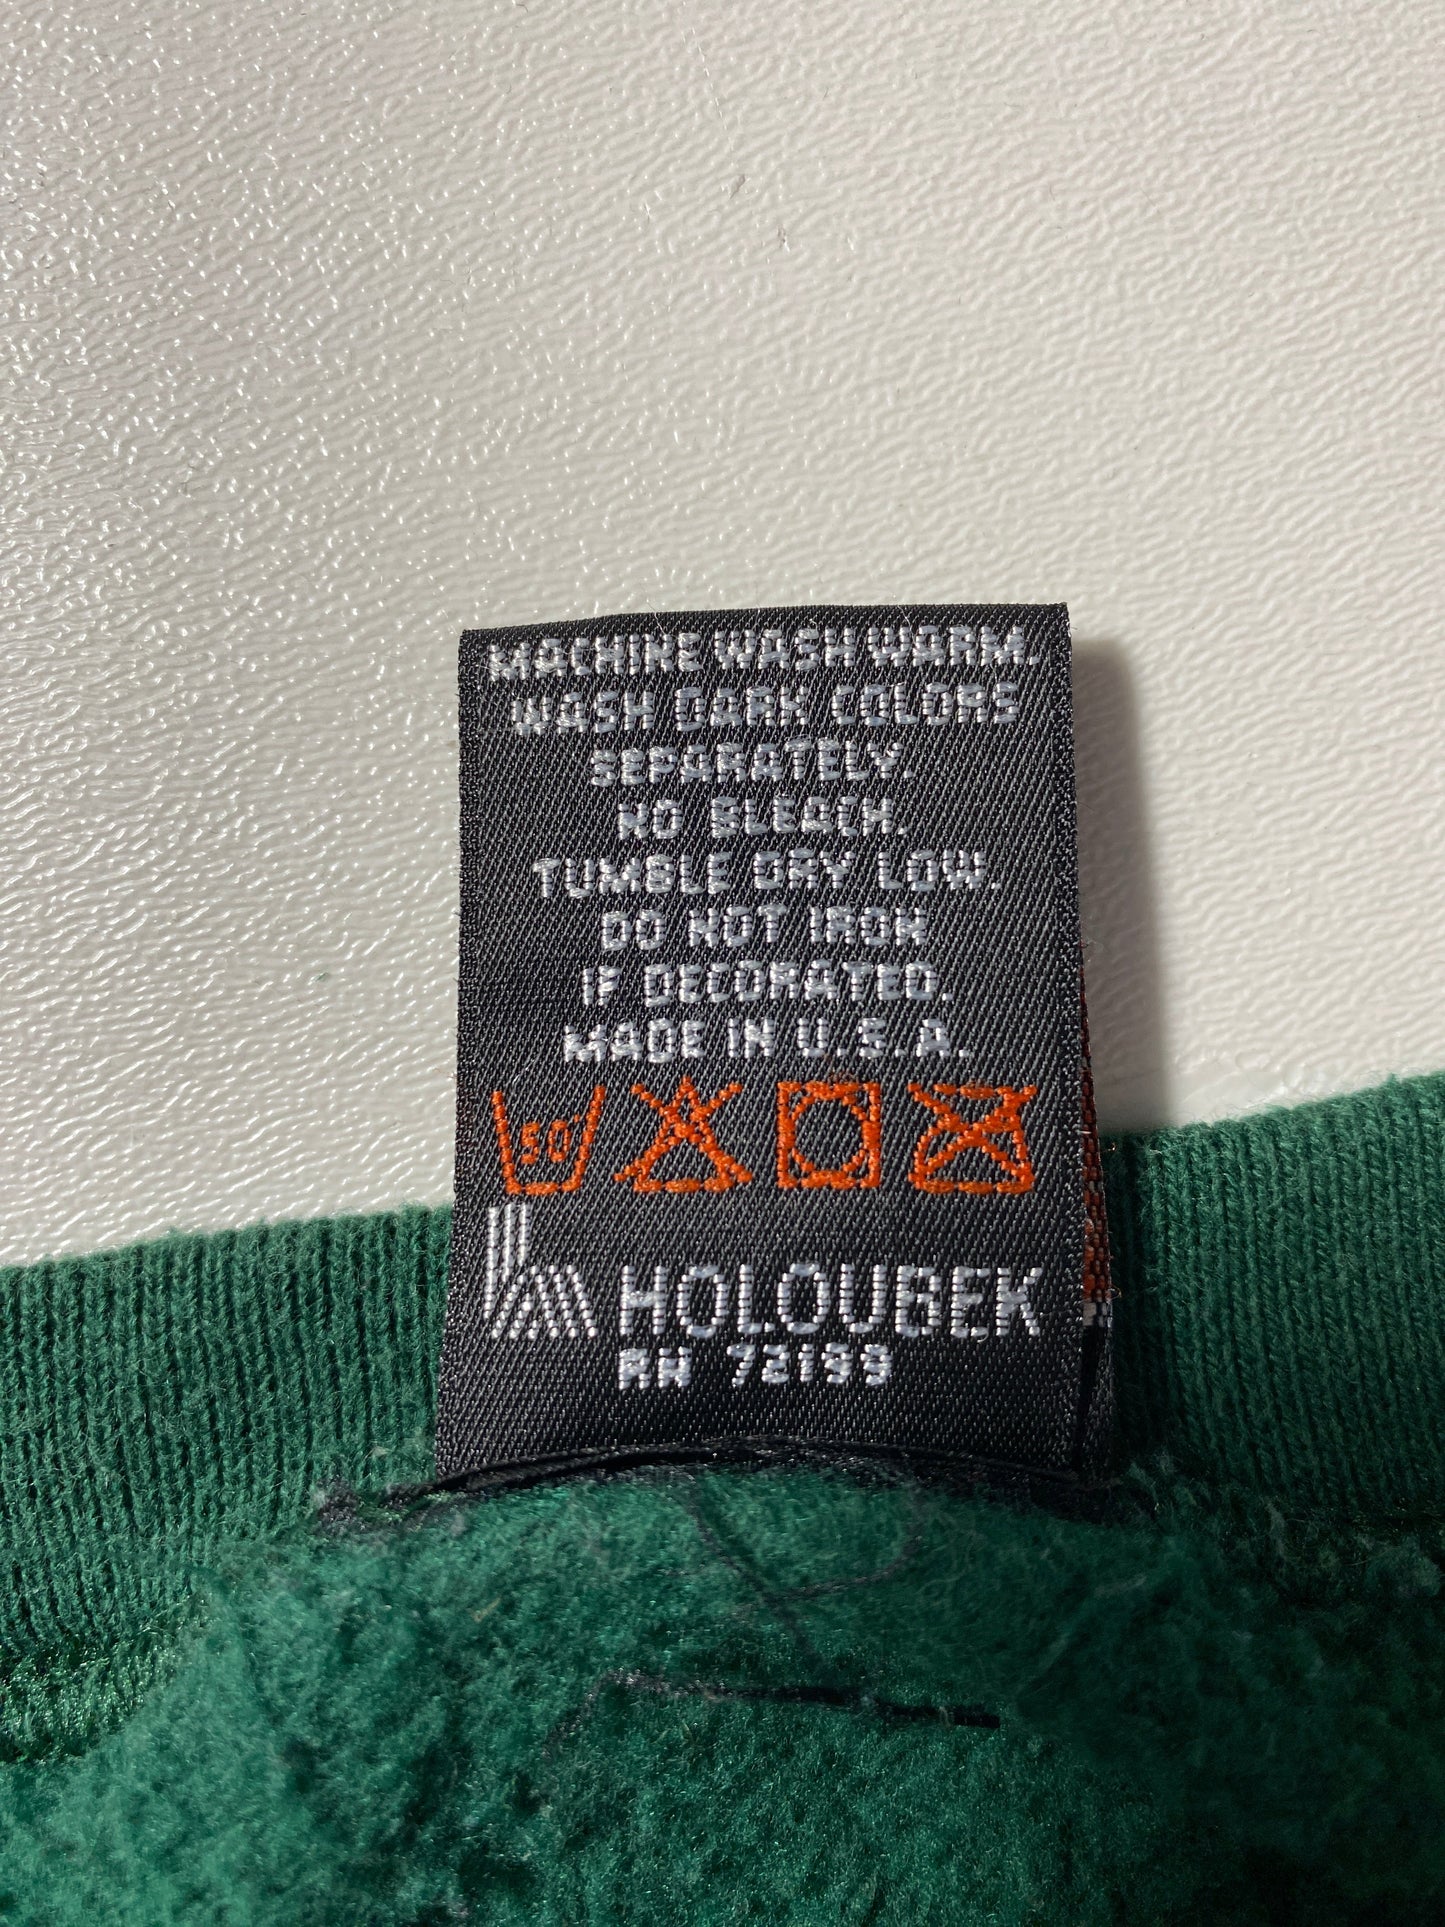 MACHINE WASH WARM.
WASH DARK COLORS
SEPARATELY.
NO BLEACH.
TUMBLE DRY LOW.
DO NOT IRON
IF DECORATED.
MADE IN U.S.A.
50°
HOLOUBEK
RN 72199